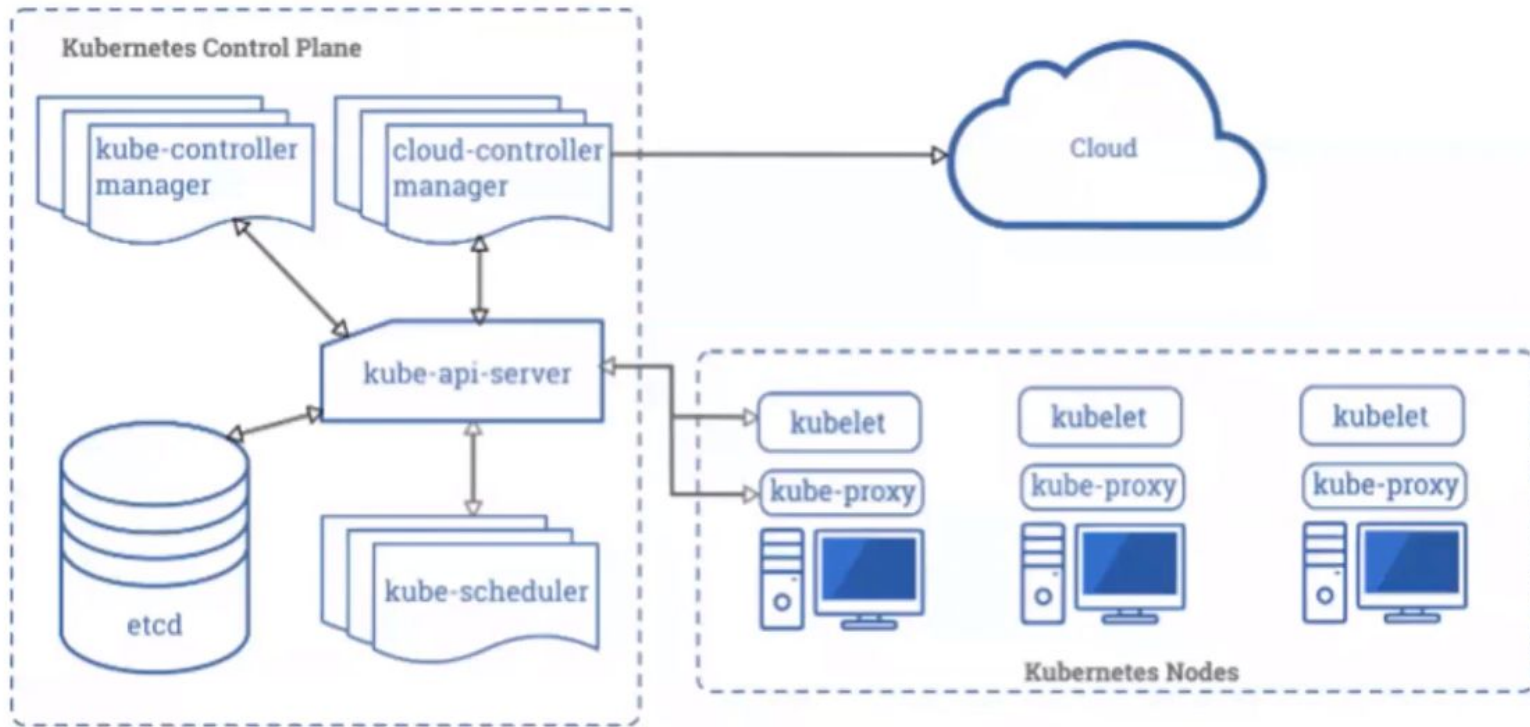 Kubernetes Control Plane
kube-controller
manager
cloud-controller
manager
Cloud
kube-api-server
etcd
kube-scheduler
kubelet
kubelet
kubelet
kube-proxy
kube-proxy
kube-proxy
Kubernetes Nodes